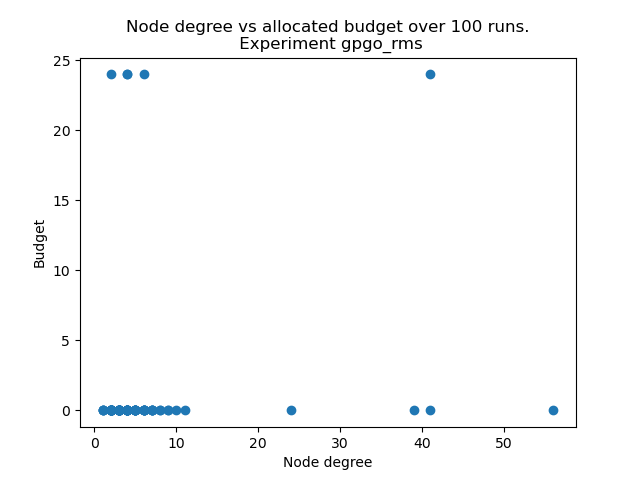 Node degree vs allocated budget over 100 runs.
Experiment gpgo_rms
25
20
15
10
5
0
Budget
0 10 20 30 40 50
Node degree